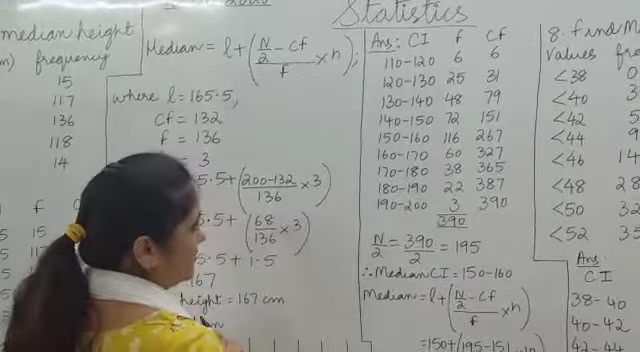 Statistics
median height
m) frequency
15
117
136
118
14
f
15
Median = l + (N/2 - cf / f × h);
where l = 165.5,
cf = 132
f = 136
= 3
5.5 + (200-132 / 136 × 3)
5.5 + (68 / 136 × 3)
5.5 + 1.5
167
height = 167 cm
Ans: CI f cf
110-120 6 6
120-130 25 31
130-140 48 79
140-150 72 151
150-160 116 267
160-170 60 327
170-180 38 365
180-190 22 387
190-200 3 390
390
N/2 = 390/2 = 195
∴ Median CI = 150-160
Median = l + (N/2 - cf / f × h)
= 150 + (195-151
8. find M
Values fre
<38 0
<40 3
<42 5
<44 9
<46 14
<48 28
<50 32
<52 35
Ans:
CI
38-40
40-42
42-44